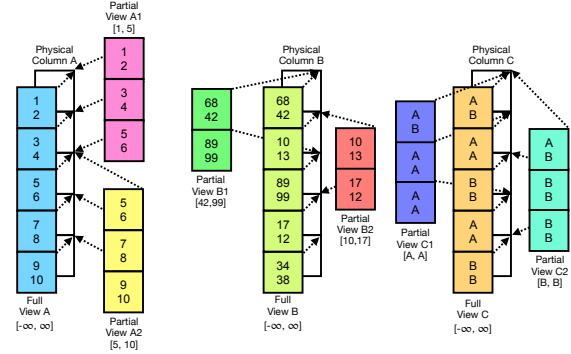 Partial
View A1
[1, 5]
Physical
Column A
1
2
3
4
5
6
1
2
3
4
5
6
7
8
9
10
Full
View A
[-∞, ∞]
5
6
7
8
9
10
Partial
View A2
[5, 10]
Physical
Column B
68
42
89
99
Partial
View B1
[42,99]
68
42
10
13
89
99
17
12
34
38
Full
View B
[-∞, ∞]
10
13
17
12
Partial
View B2
[10,17]
Physical
Column C
A
B
A
A
A
A
Partial
View C1
[A, A]
A
B
A
A
B
B
A
A
B
B
Full
View C
[-∞, ∞]
A
B
B
B
B
B
Partial
View C2
[B, B]